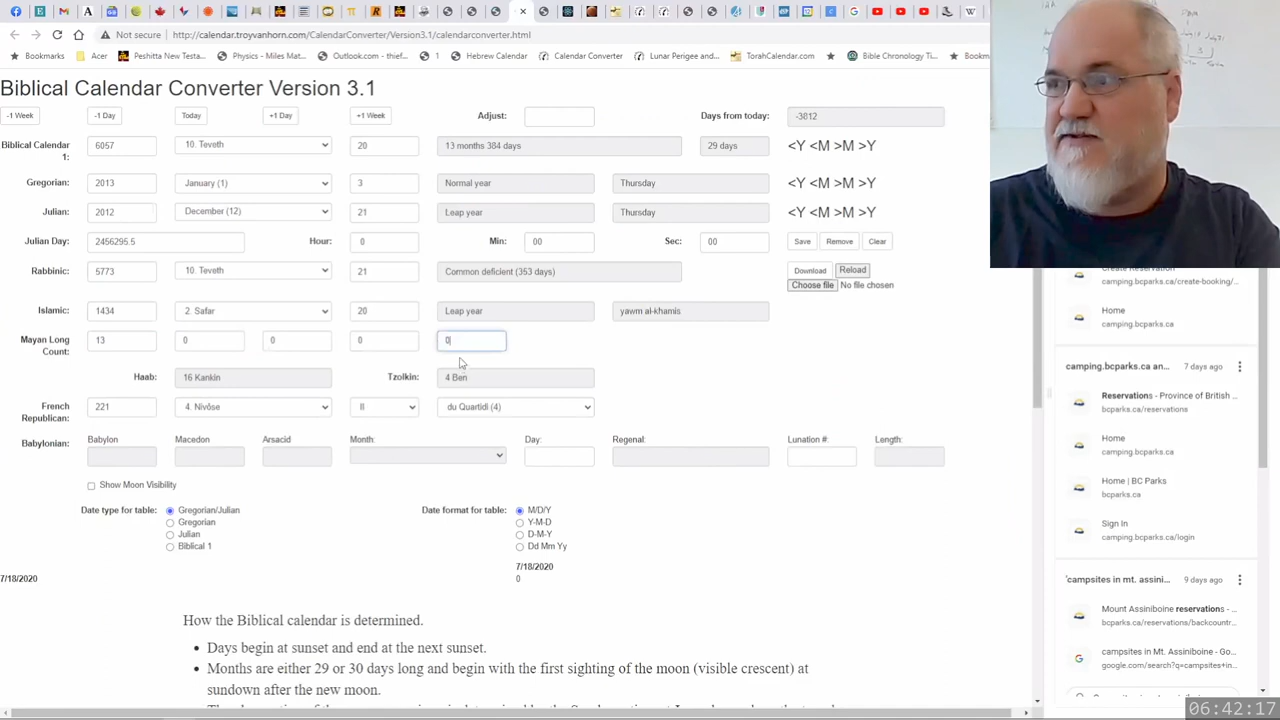 Not secure
http://calendar.troyvanhorn.com/CalendarConverter/Version3.1/calendarconverter.html
Bookmarks
Acer
Peshitta New Testa...
Physics - Miles Mat...
Outlook.com - thief...
1
Hebrew Calendar
Calendar Converter
Lunar Perigee and...
TorahCalendar.com
Bible Chronology Ti...
Bookm
Biblical Calendar Converter Version 3.1
-1 Week
-1 Day
Today
+1 Day
+1 Week
Adjust:
Days from today:
-3812
Biblical Calendar 1:
6057
10. Teveth
20
13 months 384 days
29 days
<Y <M >M >Y
Gregorian:
2013
January (1)
3
Normal year
Thursday
<Y <M >M >Y
Julian:
2012
December (12)
21
Leap year
Thursday
<Y <M >M >Y
Julian Day:
2456295.5
Hour:
0
Min:
00
Sec:
00
Save
Remove
Clear
Rabbinic:
5773
10. Teveth
21
Common deficient (353 days)
Download
Reload
Choose file
No file chosen
Islamic:
1434
2. Safar
20
Leap year
yawm al-khamis
Mayan Long Count:
13
0
0
0
0
Haab:
16 Kankin
Tzolkin:
4 Ben
French Republican:
221
4. Nivôse
II
du Quartidi (4)
Babylonian:
Babylon
Macedon
Arsacid
Month:
Day:
Regenal:
Lunation #:
Length:
Show Moon Visibility
Date type for table:
Gregorian/Julian
Gregorian
Julian
Biblical 1
Date format for table:
M/D/Y
Y-M-D
D-M-Y
Dd Mm Yy
7/18/2020
7/18/2020
0
How the Biblical calendar is determined.
Days begin at sunset and end at the next sunset.
Months are either 29 or 30 days long and begin with the first sighting of the moon (visible crescent) at
sundown after the new moon.
Create Reservation
camping.bcparks.ca/create-booking/...
Home
camping.bcparks.ca
camping.bcparks.ca an...
7 days ago
Reservations - Province of British ...
bcparks.ca/reservations
Home
camping.bcparks.ca
Home | BC Parks
bcparks.ca
Sign In
camping.bcparks.ca/login
'campsites in mt. assini...
9 days ago
Mount Assiniboine reservations - ...
bcparks.ca/reservations/backcountr...
campsites in Mt. Assiniboine - Go...
google.com/search?q=campsites+in...
06:42:17